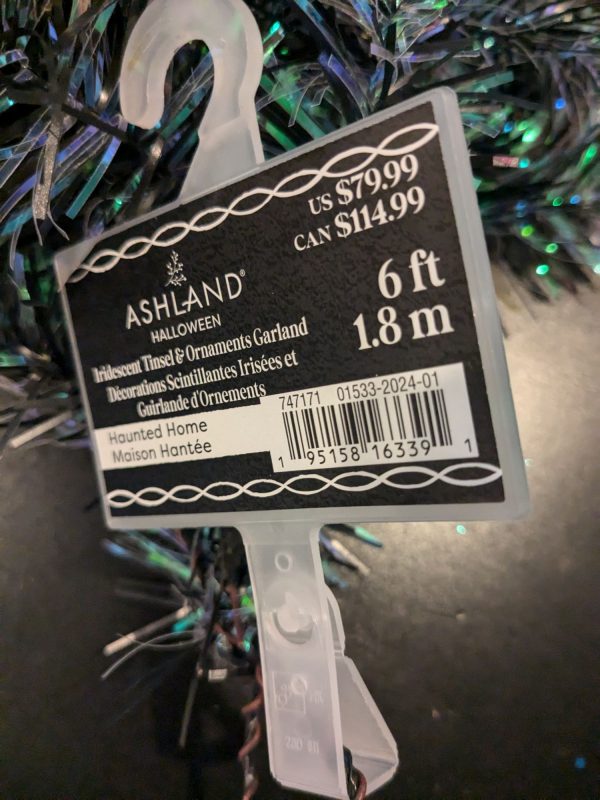 US $79.99
CAN $114.99
6 ft
1.8 m
ASHLAND®
HALLOWEEN
Iridescent Tinsel & Ornaments Garland
Décorations Scintillantes Irisées et
Guirlande d'Ornements
Haunted Home
Maison Hantée
747171 01533-2024-01
1 95158 16339 1